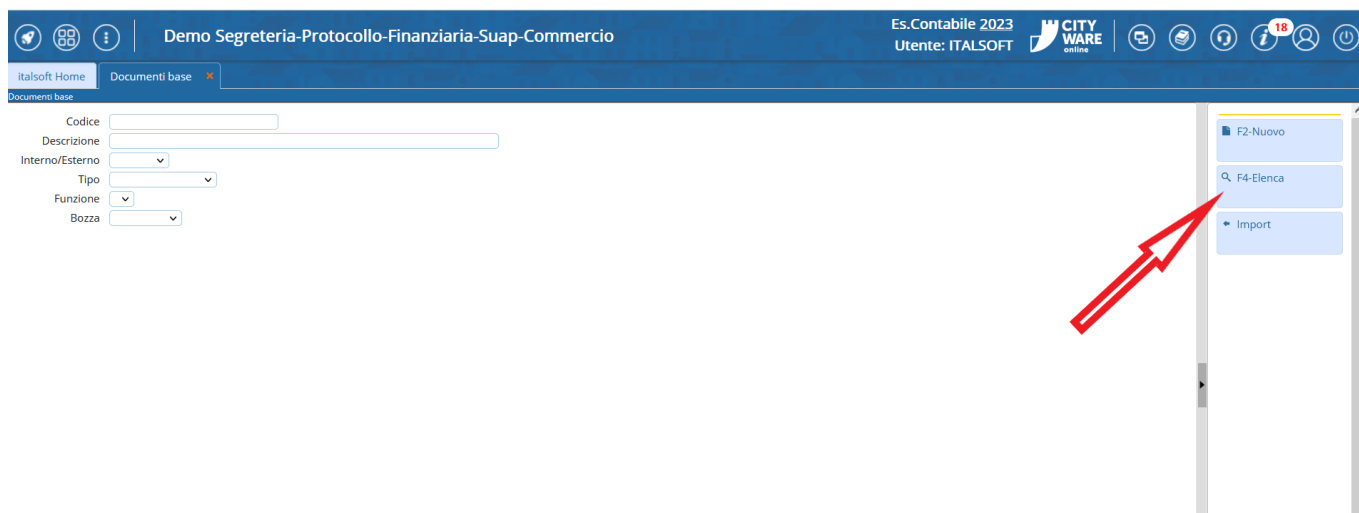 Demo Segreteria-Protocollo-Finanziaria-Suap-Commercio
Es.Contabile 2023
Utente: ITALSOFT
CITY
WARE
online
i
18
italsoft Home
Documenti base ×
Documenti base
Codice
Descrizione
Interno/Esterno
Tipo
Funzione
Bozza
F2-Nuovo
F4-Elenca
Import